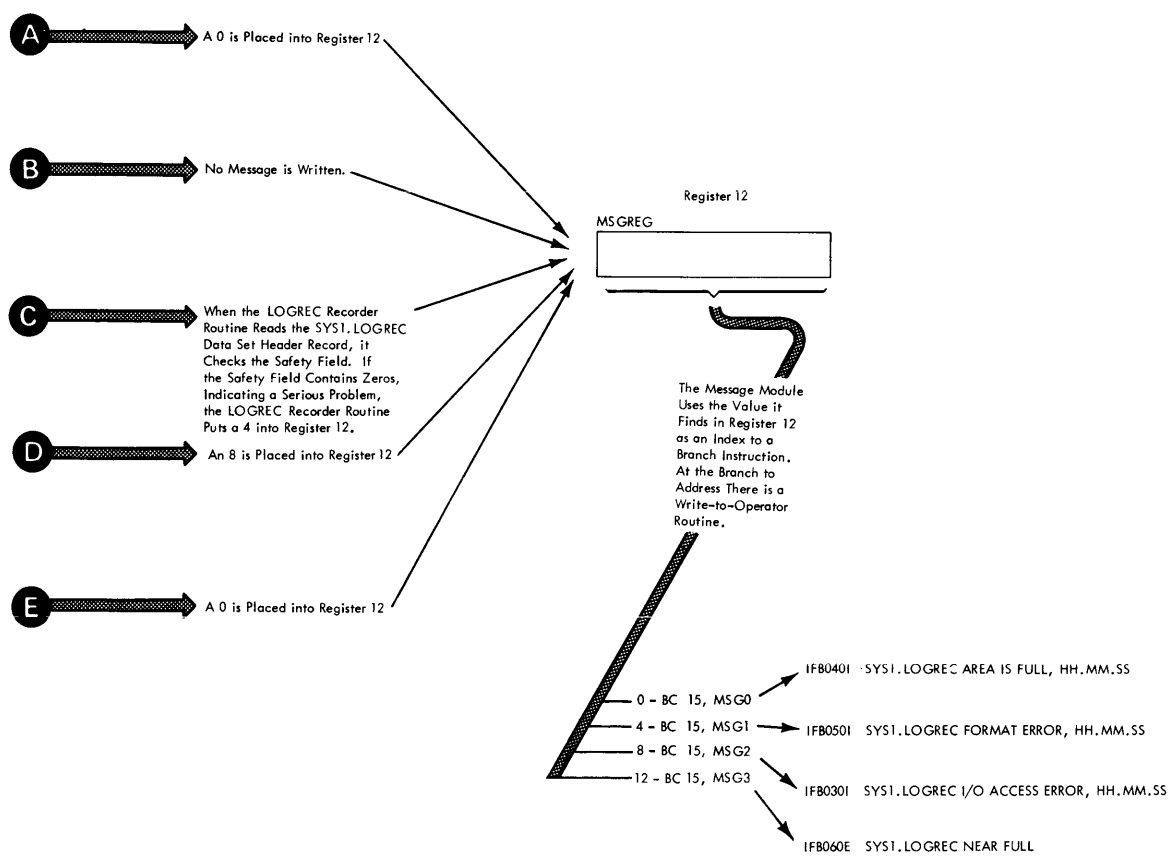 A
A 0 is Placed into Register 12
B
No Message is Written.
Register 12
MSGREG
C
When the LOGREC Recorder
Routine Reads the SYS1.LOGREC
Data Set Header Record, it
Checks the Safety Field. If
the Safety Field Contains Zeros,
Indicating a Serious Problem,
the LOGREC Recorder Routine
Puts a 4 into Register 12.
D
An 8 is Placed into Register 12
The Message Module
Uses the Value it
Finds in Register 12
as an Index to a
Branch Instruction.
At the Branch to
Address There is a
Write-to-Operator
Routine.
E
A 0 is Placed into Register 12
0 - BC 15, MSG0
IFB040I SYS1.LOGREC AREA IS FULL, HH.MM.SS
4 - BC 15, MSG1
IFB050I SYS1.LOGREC FORMAT ERROR, HH.MM.SS
8 - BC 15, MSG2
IFB030I SYS1.LOGREC I/O ACCESS ERROR, HH.MM.SS
12 - BC 15, MSG3
IFB060E SYS1.LOGREC NEAR FULL